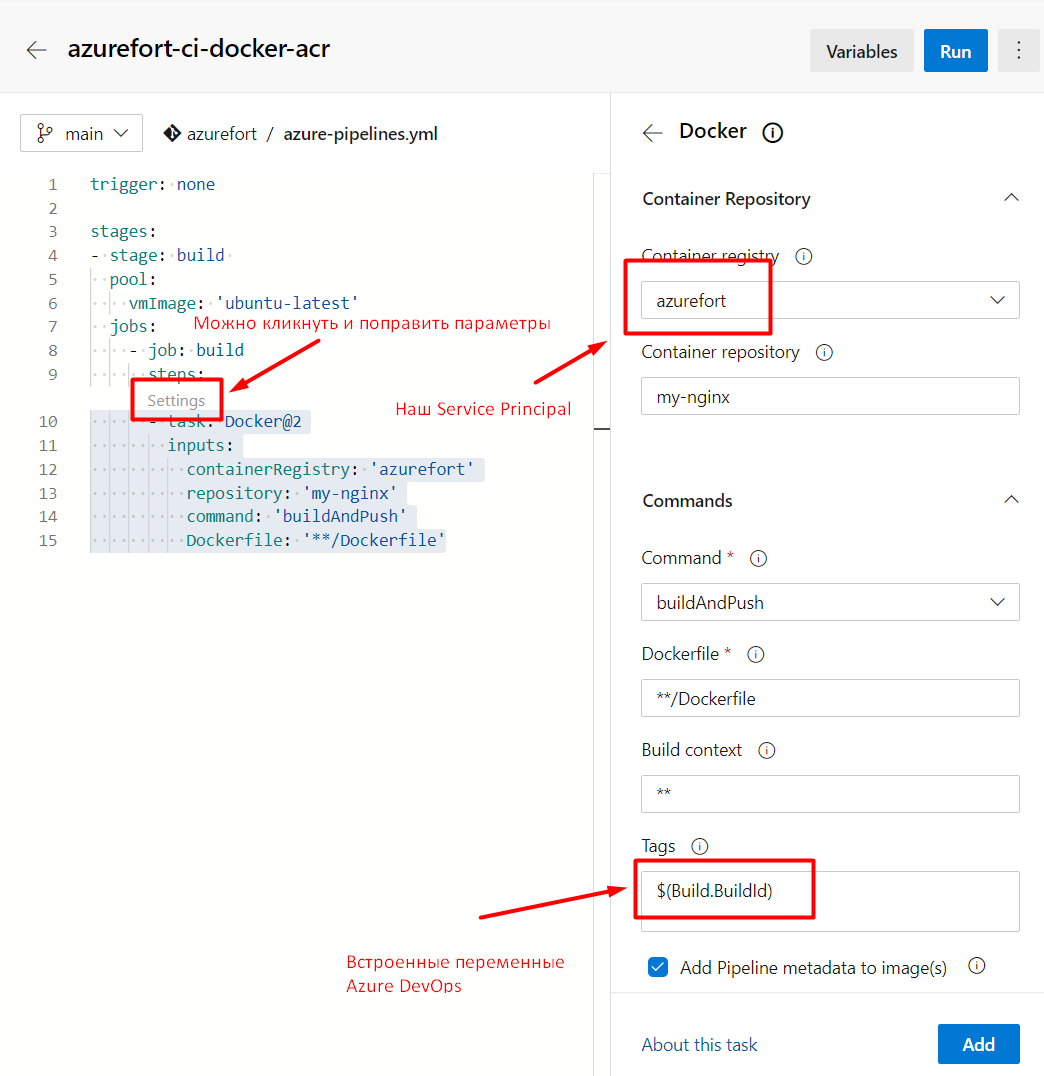 azurefort-ci-docker-acr
Variables
Run
main
azurefort / azure-pipelines.yml
1 trigger: none
2
3 stages:
4 - stage: build
5 pool:
6 vmImage: 'ubuntu-latest'
7 jobs:
Можно кликнуть и поправить параметры
8 - job: build
9 steps:
Settings
10 - task: Docker@2
11 inputs:
12 containerRegistry: 'azurefort'
13 repository: 'my-nginx'
14 command: 'buildAndPush'
15 Dockerfile: '**/Dockerfile'
Наш Service Principal
Встроенные переменные
Azure DevOps
Docker
Container Repository
Container registry
azurefort
Container repository
my-nginx
Commands
Command *
buildAndPush
Dockerfile *
**/Dockerfile
Build context
**
Tags
$(Build.BuildId)
Add Pipeline metadata to image(s)
About this task
Add